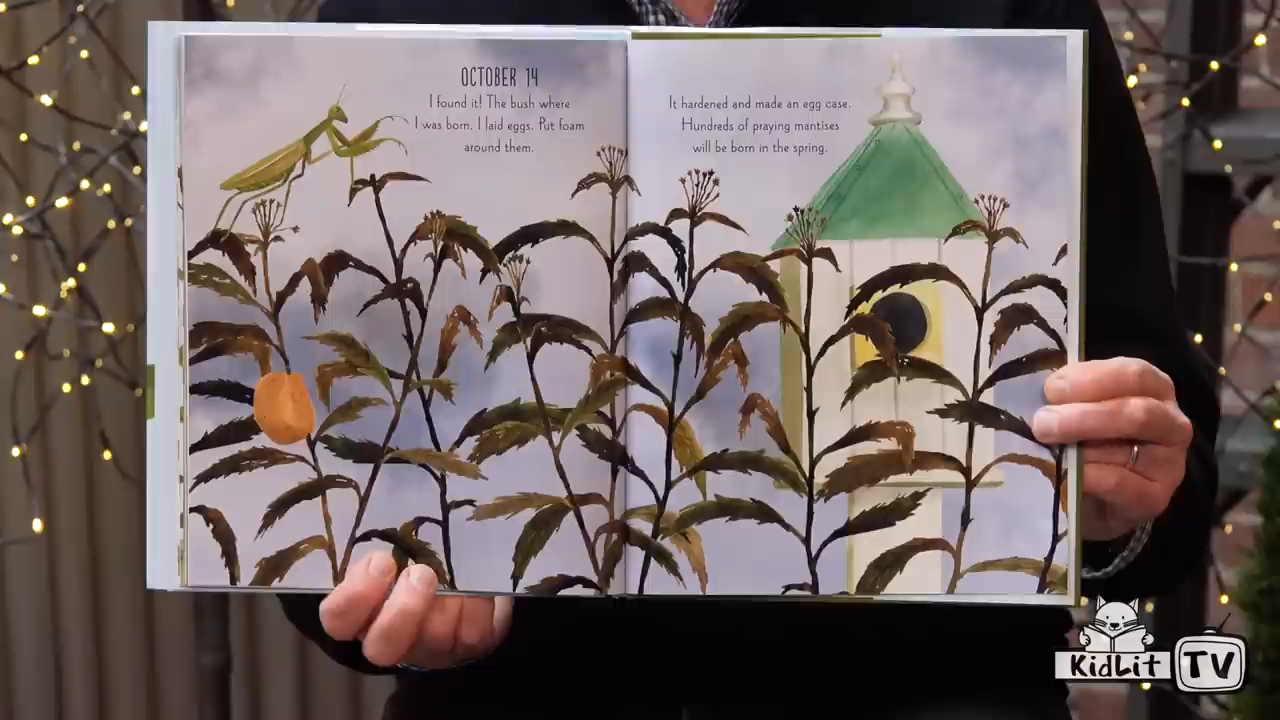 OCTOBER 14
I found it! The bush where
I was born. I laid eggs. Put foam
around them.
It hardened and made an egg case.
Hundreds of praying mantises
will be born in the spring.
KidLit TV